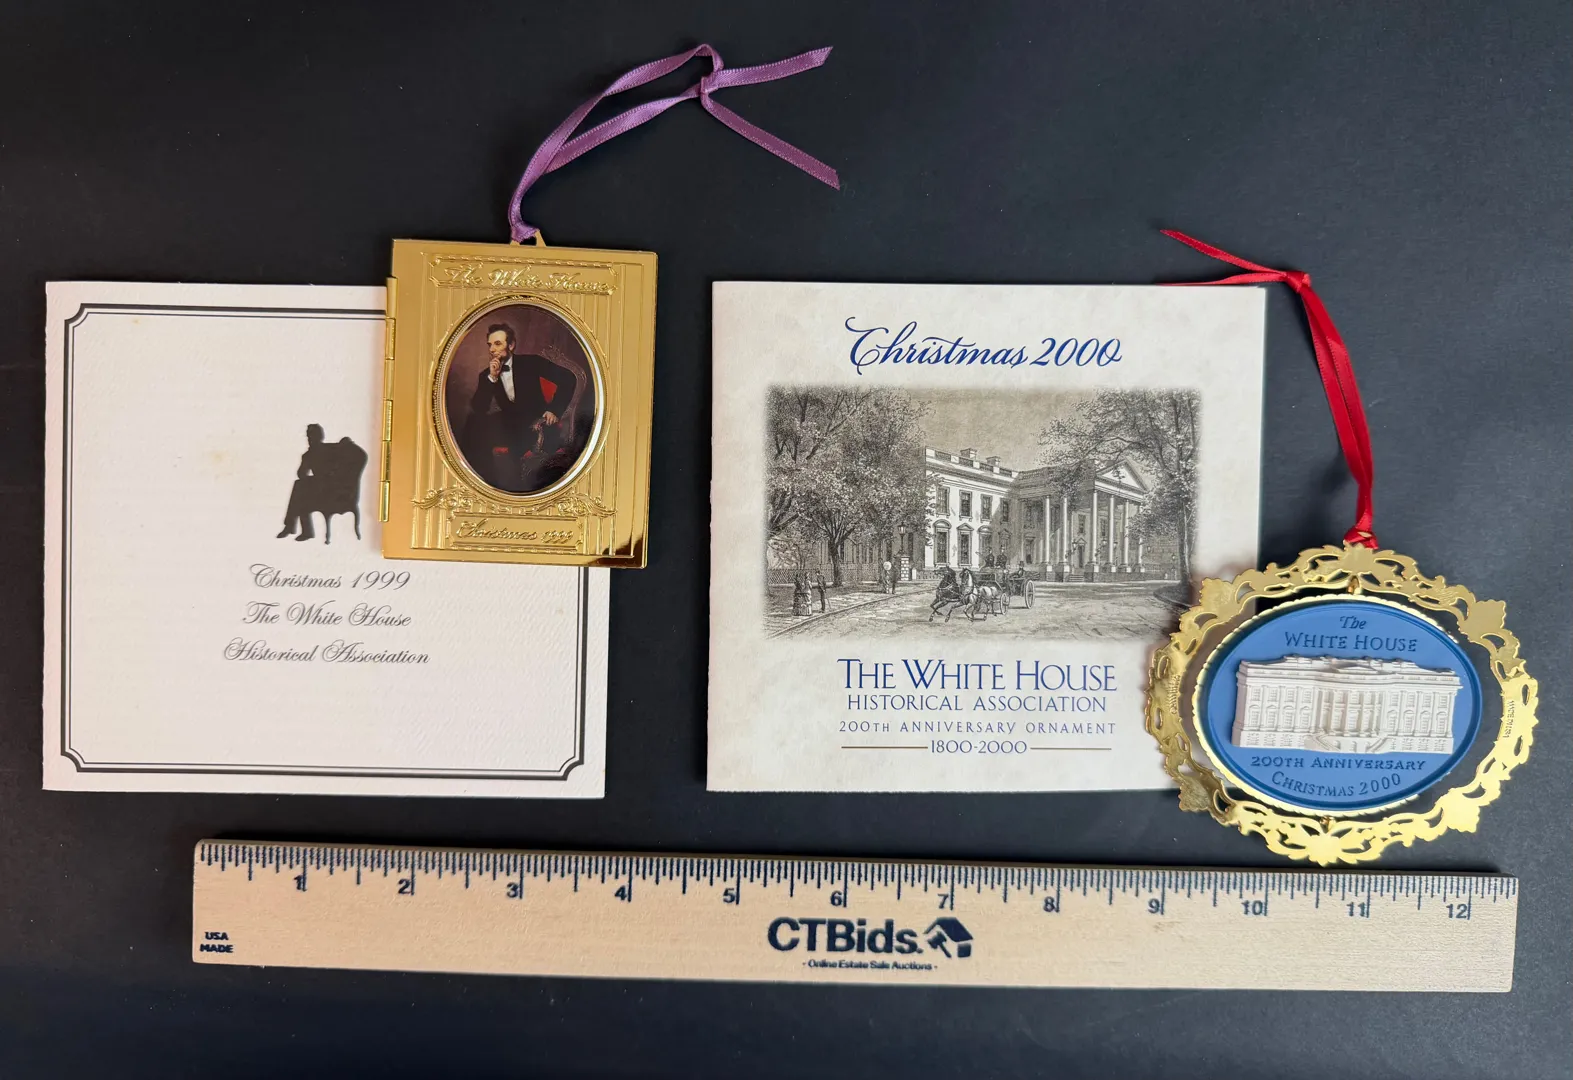 The White House
Christmas 1999
Christmas 1999
The White House
Historical Association
Christmas 2000
THE WHITE HOUSE
HISTORICAL ASSOCIATION
200TH ANNIVERSARY ORNAMENT
1800-2000
The
WHITE HOUSE
200TH ANNIVERSARY
CHRISTMAS 2000
1 2 3 4 5 6 7 8 9 10 11 12
USA
MADE
CTBids.
- Online Estate Sale Auctions -